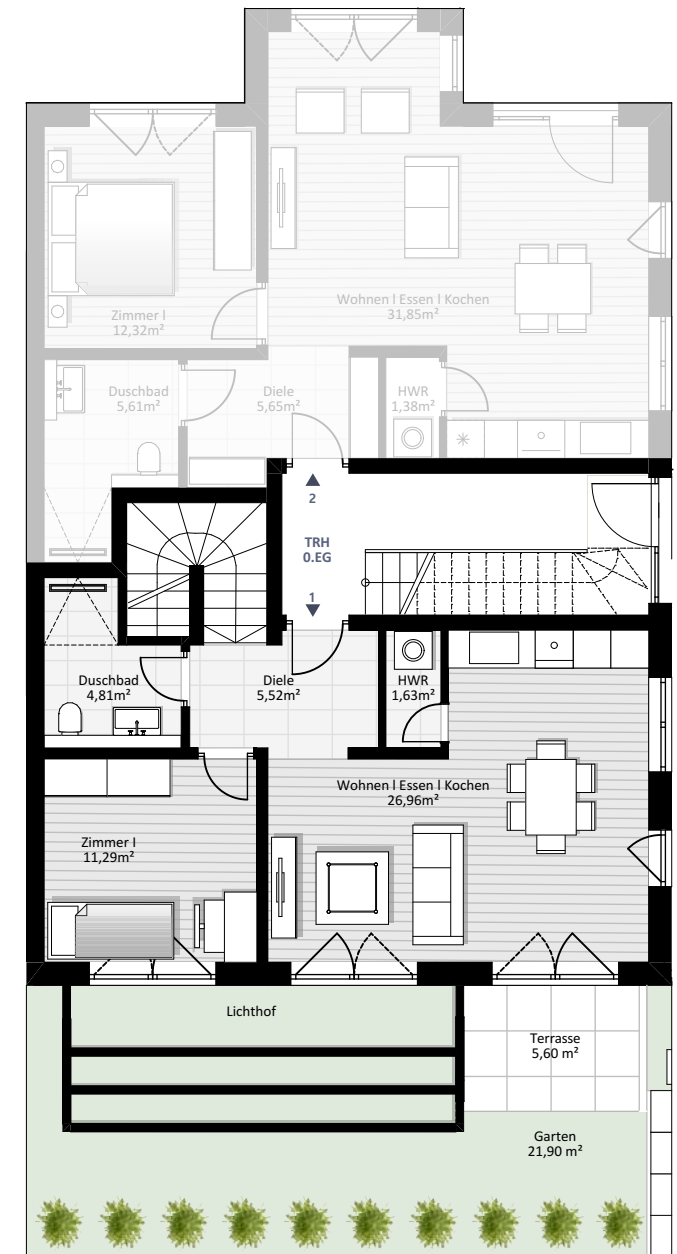 Wohnen l Essen l Kochen
31,85m²
Zimmer l
12,32m²
Duschbad
5,61m²
Diele
5,65m²
HWR
1,38m²
2
TRH
0.EG
1
Duschbad
4,81m²
Diele
5,52m²
HWR
1,63m²
Wohnen l Essen l Kochen
26,96m²
Zimmer l
11,29m²
Lichthof
Terrasse
5,60 m²
Garten
21,90 m²